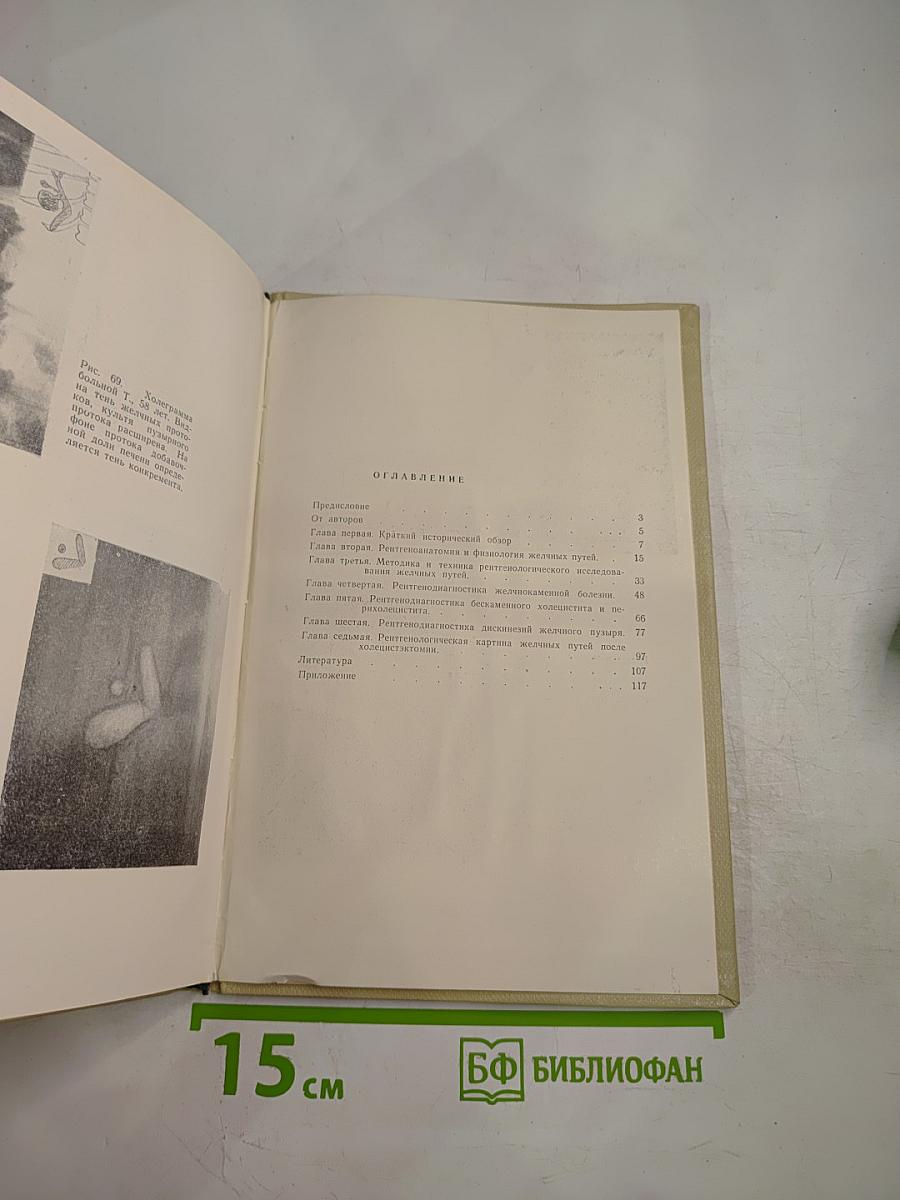 Рис. 69. Холеграмма
больной Т., 58 лет. Вид-
на тень желчных прото-
ков, культя пузырного
протока расширена. На
фоне протока добавоч-
ной доли печени опреде-
ляется тень конкремента.
ОГЛАВЛЕНИЕ
Предисловие . . . . . . . . . 3
От авторов . . . . . . . . . 5
Глава первая. Краткий исторический обзор . . . . . . 7
Глава вторая. Рентгеноанатомия и физиология желчных путей. . 15
Глава третья. Методика и техника рентгенологического исследова-
вания желчных путей. . . . . . . . 33
Глава четвертая. Рентгенодиагностика желчнокаменной болезни. 48
Глава пятая. Рентгенодиагностика бескаменного холецистита и пе-
рихолецистита. . . . . . . . . 66
Глава шестая. Рентгенодиагностика дискинезий желчного пузыря. 77
Глава седьмая. Рентгенологическая картина желчных путей после
холецистэктомии. . . . . . . . 97
Литература . . . . . . . . . 107
Приложение . . . . . . . . . 117
15 см
БФ БИБЛИОФАН